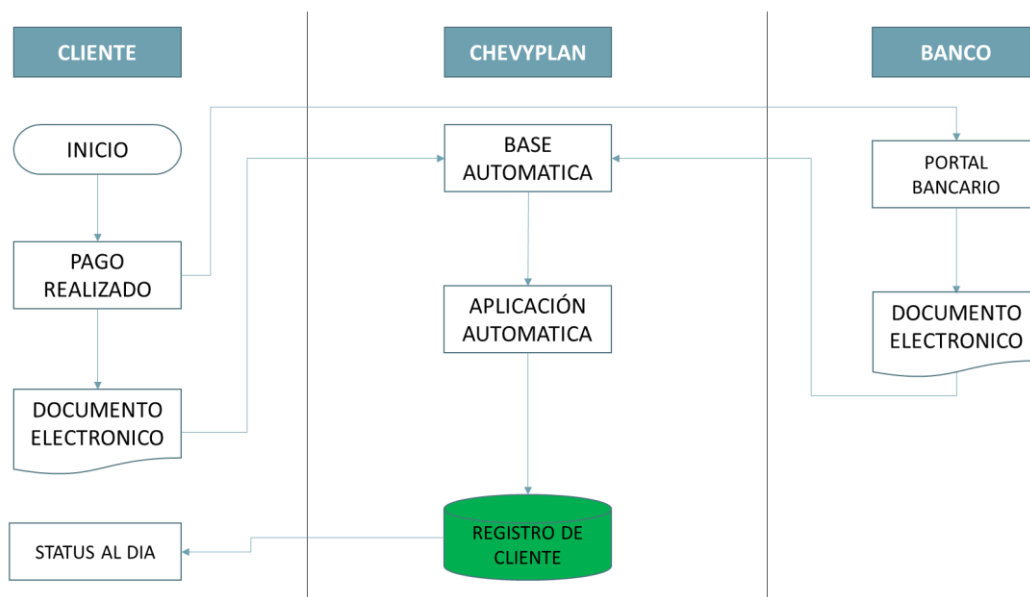 CLIENTE
CHEVYPLAN
BANCO
INICIO
BASE
AUTOMATICA
PORTAL
BANCARIO
PAGO
REALIZADO
APLICACIÓN
AUTOMATICA
DOCUMENTO
ELECTRONICO
DOCUMENTO
ELECTRONICO
STATUS AL DIA
REGISTRO DE
CLIENTE